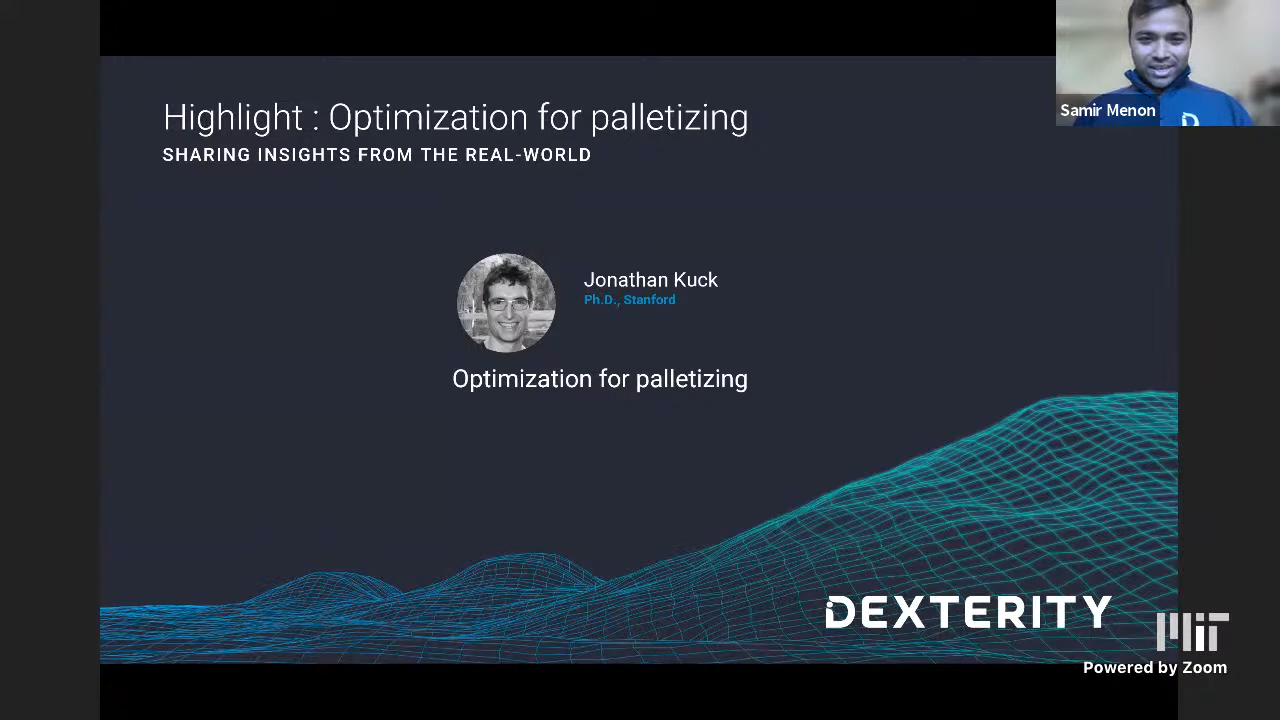 Highlight : Optimization for palletizing
SHARING INSIGHTS FROM THE REAL-WORLD
Samir Menon
Jonathan Kuck
Ph.D., Stanford
Optimization for palletizing
DEXTERITY
MIT
Powered by Zoom